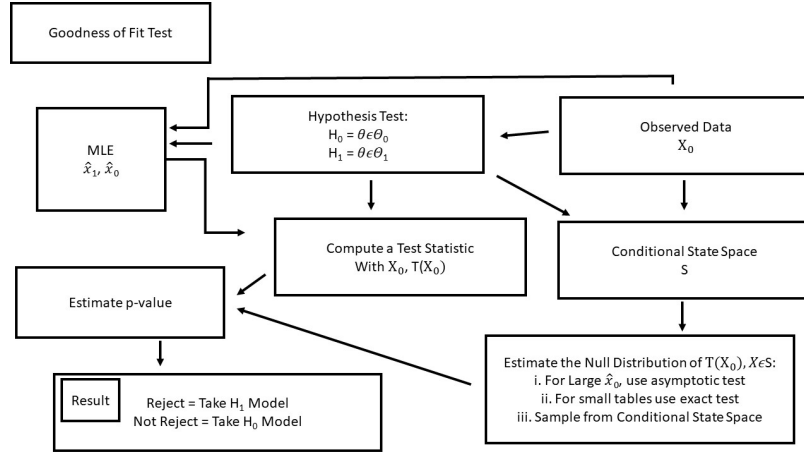 Goodness of Fit Test
Hypothesis Test:
H₀ = θϵΘ₀
H₁ = θϵΘ₁
Observed Data
X₀
MLE
x̂₁, x̂₀
Compute a Test Statistic
With X₀, T(X₀)
Conditional State Space
S
Estimate p-value
Estimate the Null Distribution of T(X₀), XϵS:
i. For Large x̂₀, use asymptotic test
ii. For small tables use exact test
iii. Sample from Conditional State Space
Result
Reject = Take H₁ Model
Not Reject = Take H₀ Model